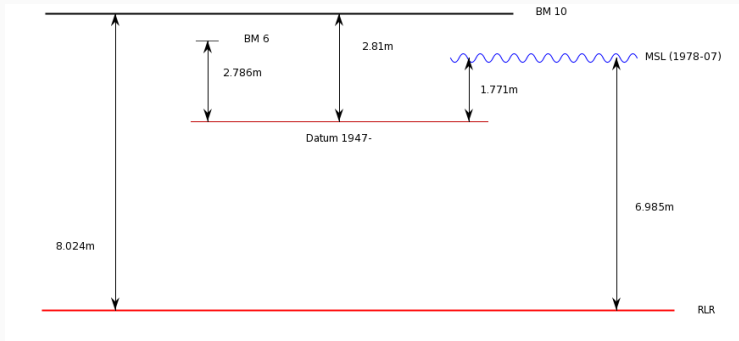 BM 10
BM 6
2.81m
MSL (1978-07)
2.786m
1.771m
Datum 1947-
6.985m
8.024m
RLR